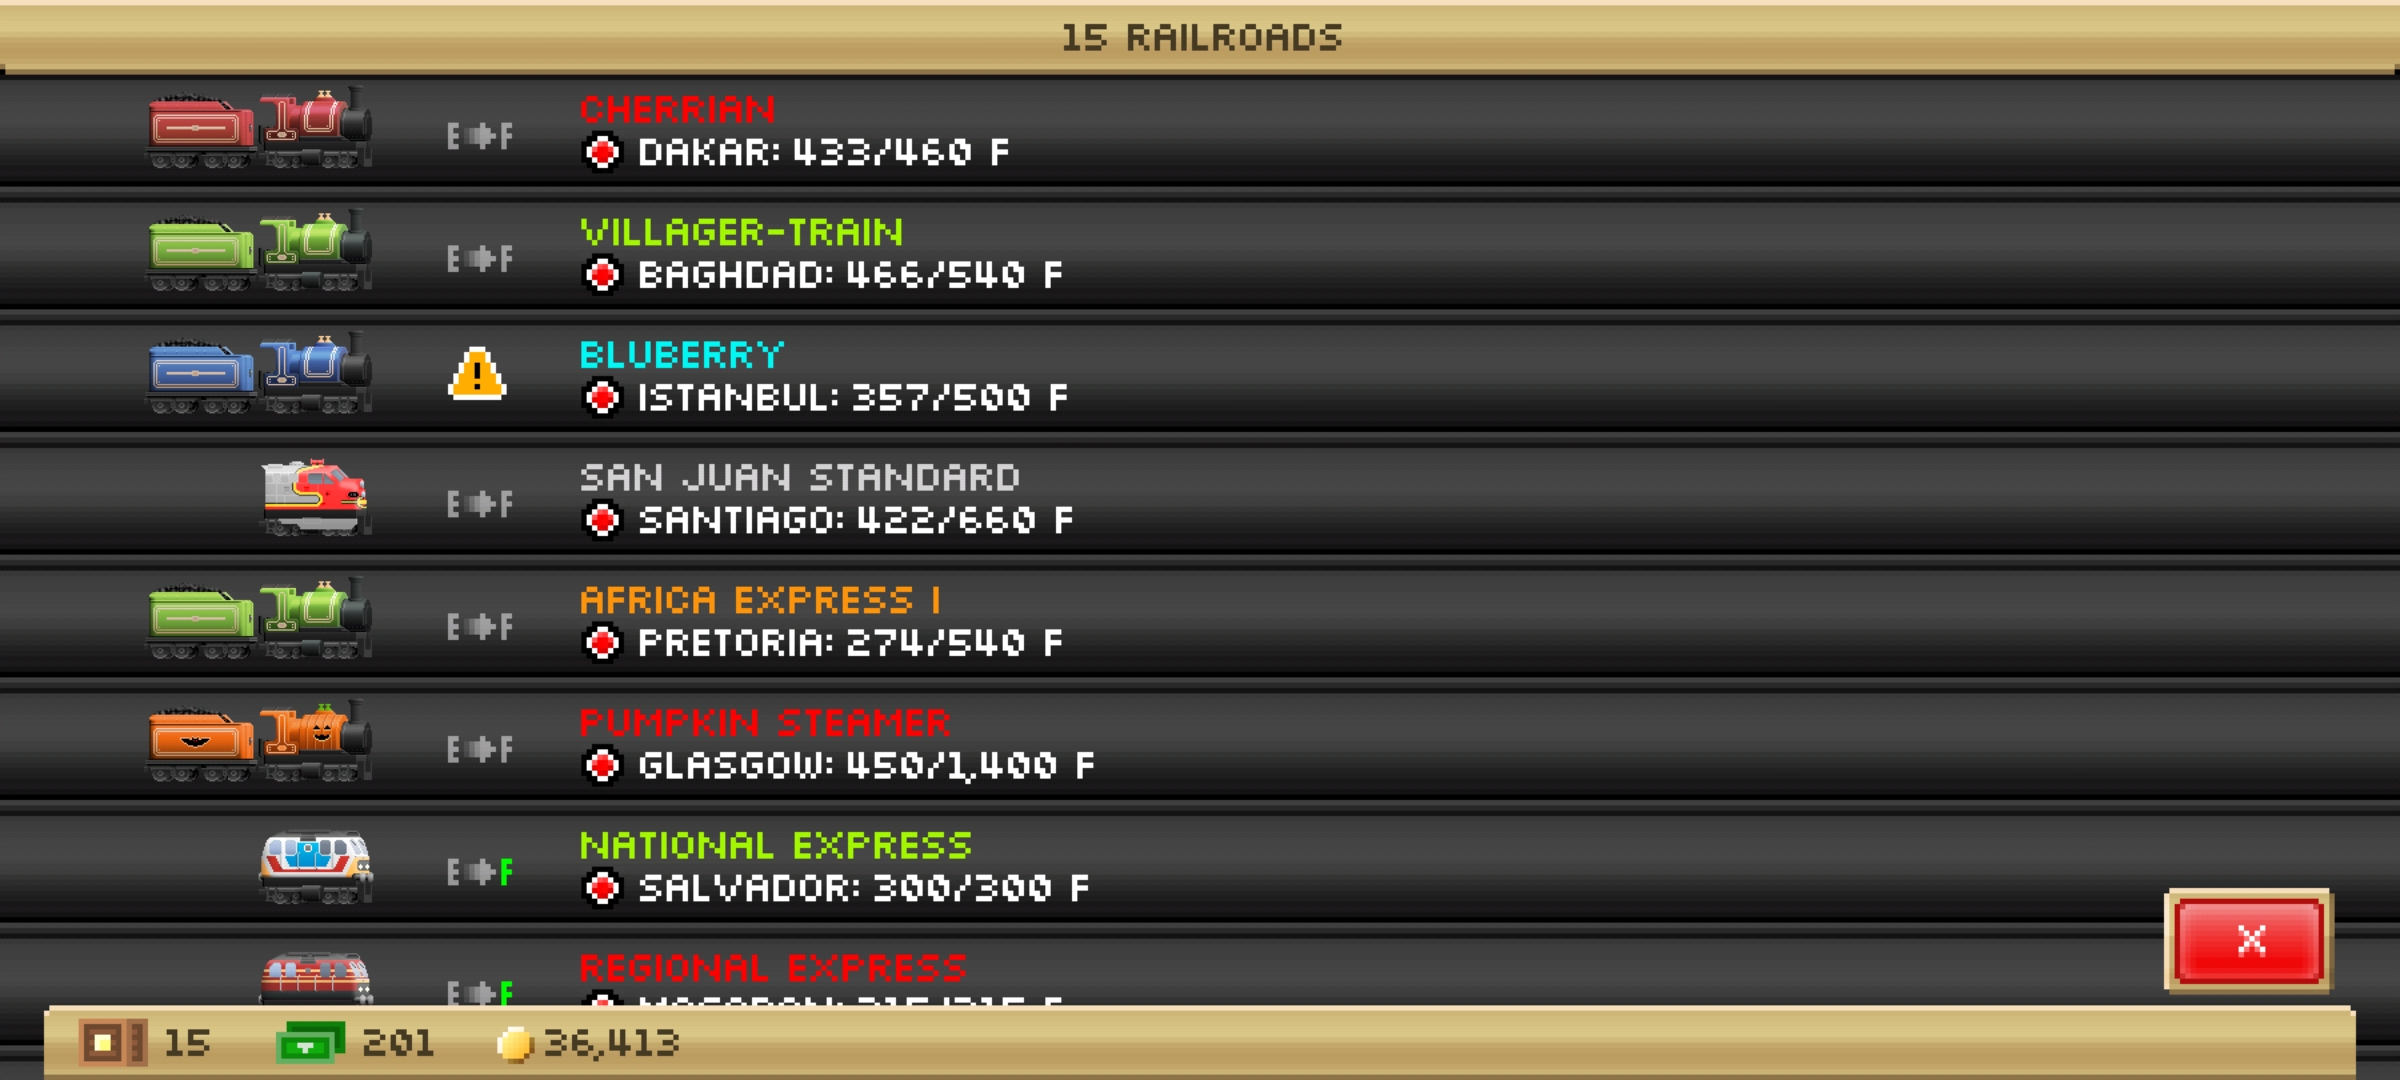 15 RAILROADS
E F
CHERRIAN
DAKAR: 433/460 F
E F
VILLAGER-TRAIN
BAGHDAD: 466/540 F
!
BLUBERRY
ISTANBUL: 357/500 F
E F
SAN JUAN STANDARD
SANTIAGO: 422/660 F
E F
AFRICA EXPRESS I
PRETORIA: 274/540 F
E F
PUMPKIN STEAMER
GLASGOW: 450/1,400 F
E F
NATIONAL EXPRESS
SALVADOR: 300/300 F
E F
REGIONAL EXPRESS
X
15 201 36,413